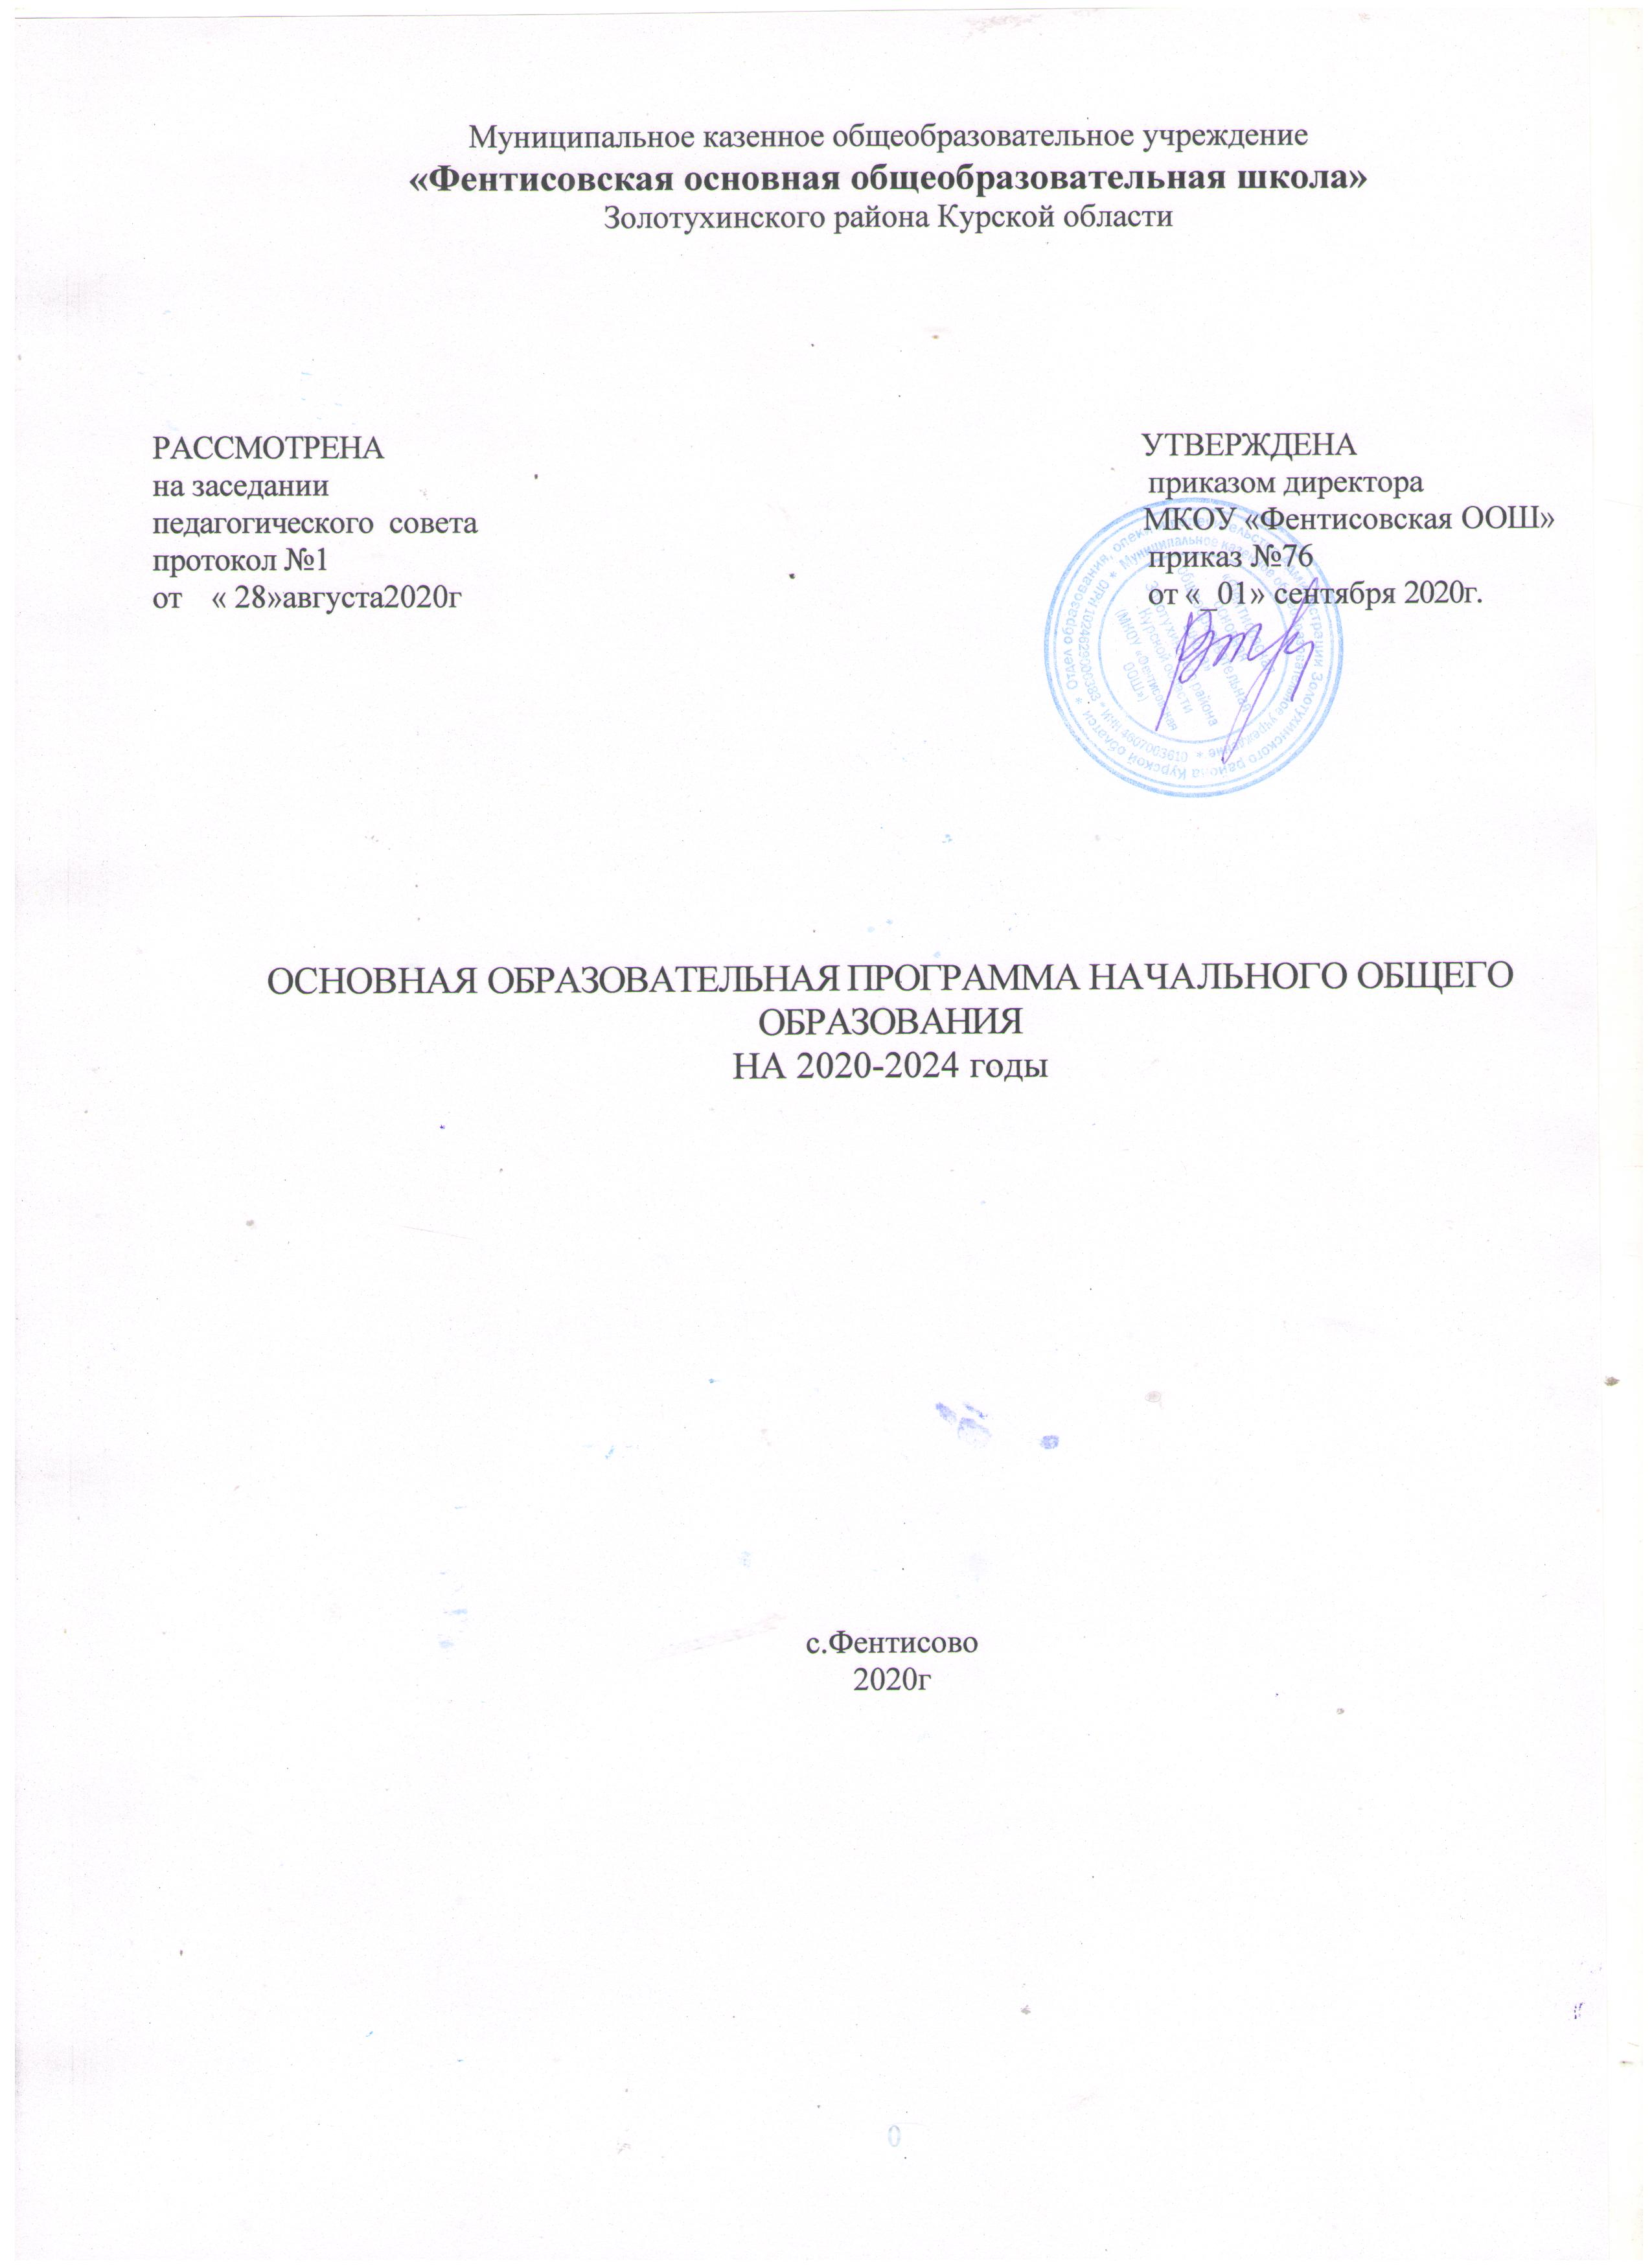 Муниципальное казенное общеобразовательное учреждение
«Фентисовская основная общеобразовательная школа»
Золотухинского района Курской области
РАССМОТРЕНА
на заседании
педагогического совета
протокол №1
от « 28»августа2020г
УТВЕРЖДЕНА
приказом директора
МКОУ «Фентисовская ООШ»
приказ №76
от «_01» сентября 2020г.
ОСНОВНАЯ ОБРАЗОВАТЕЛЬНАЯ ПРОГРАММА НАЧАЛЬНОГО ОБЩЕГО
ОБРАЗОВАНИЯ
НА 2020-2024 годы
с.Фентисово
2020г
0